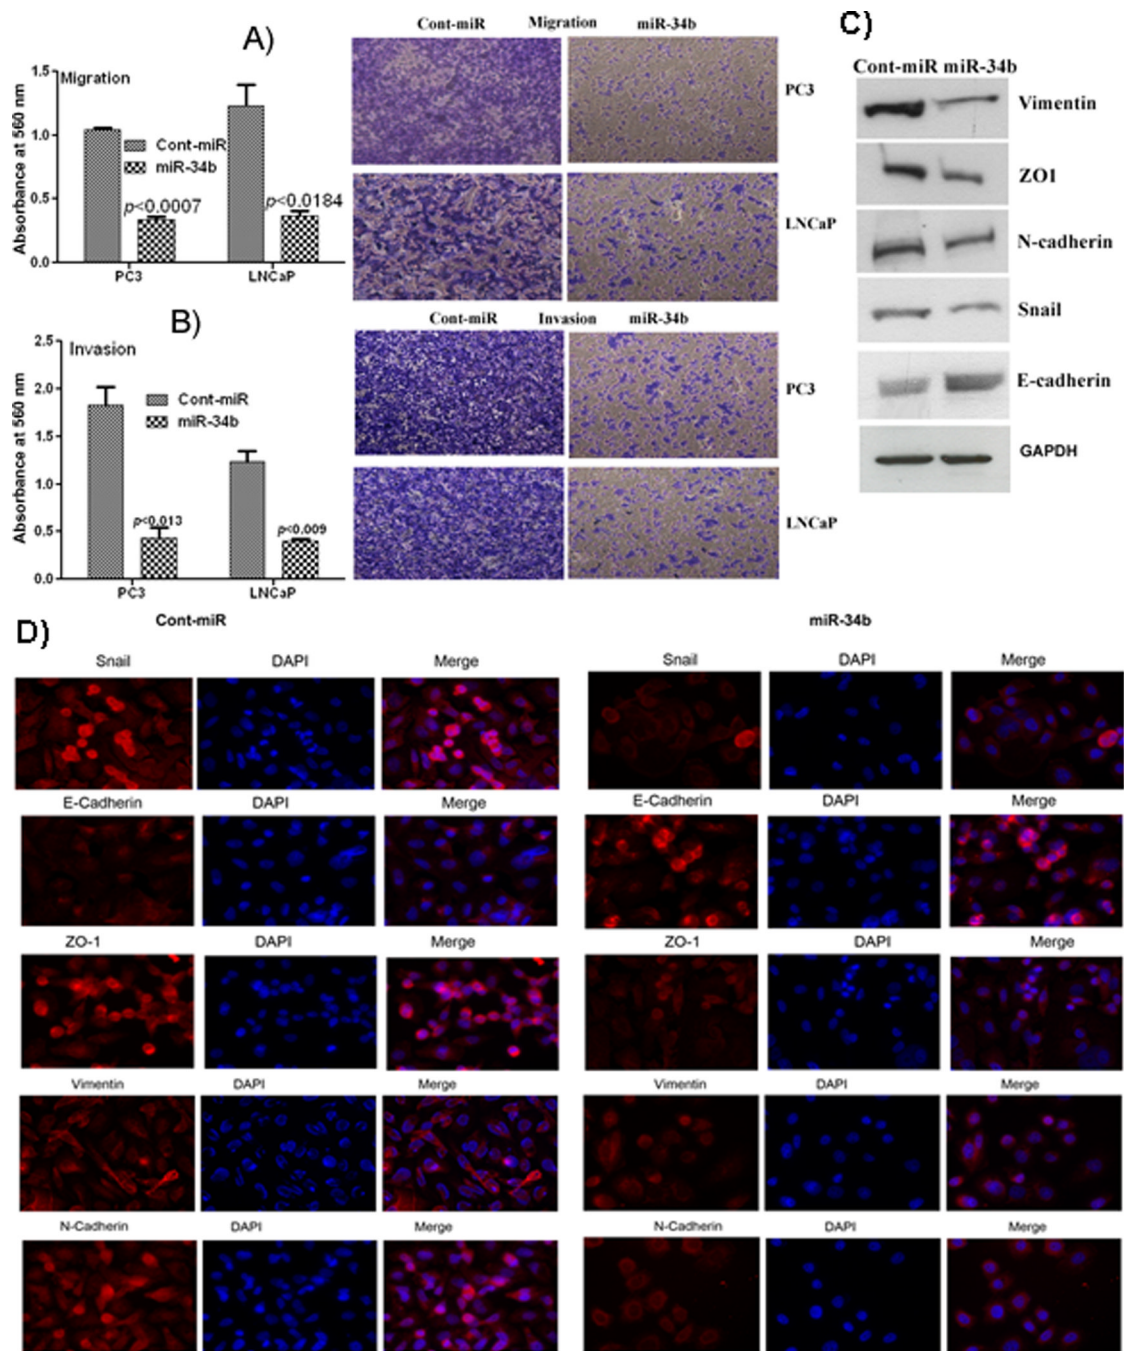 A)
Migration
Absorbance at 560 nm
1.5
1.0
0.5
0.0
Cont-miR
miR-34b
p<0.0007
p<0.0184
PC3
LNCaP
Cont-miR Migration miR-34b
PC3
LNCaP
B)
Invasion
Absorbance at 560 nm
2.5
2.0
1.5
1.0
0.5
0.0
Cont-miR
miR-34b
p<0.013
p<0.009
PC3
LNCaP
Cont-miR Invasion miR-34b
PC3
LNCaP
C)
Cont-miR miR-34b
Vimentin
ZO1
N-cadherin
Snail
E-cadherin
GAPDH
D)
Cont-miR
miR-34b
Snail DAPI Merge
Snail DAPI Merge
E-Cadherin DAPI Merge
E-Cadherin DAPI Merge
ZO-1 DAPI Merge
ZO-1 DAPI Merge
Vimentin DAPI Merge
Vimentin DAPI Merge
N-Cadherin DAPI Merge
N-Cadherin DAPI Merge